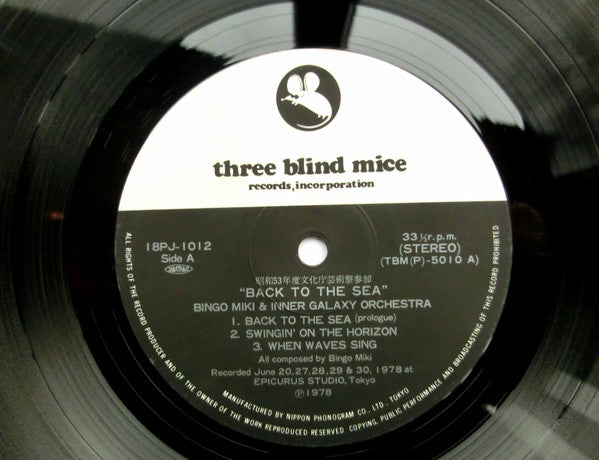 three blind mice
records, incorporation
18PJ-1012
Side A
33⅓r.p.m.
(STEREO)
(TBM(P)-5010 A)
昭和53年度文化庁芸術祭参加
"BACK TO THE SEA"
BINGO MIKI & INNER GALAXY ORCHESTRA
1. BACK TO THE SEA (prologue)
2. SWINGIN' ON THE HORIZON
3. WHEN WAVES SING
All composed by Bingo Miki
Recorded June 20,27,28,29 & 30, 1978 at
EPICURUS STUDIO, Tokyo
Ⓟ1978
ALL RIGHTS OF THE RECORD PRODUCER AND OF THE OWNER OF THE WORK REPRODUCED RESERVED. COPYING, PUBLIC PERFORMANCE AND BROADCASTING OF THIS RECORD PROHIBITED
MANUFACTURED BY NIPPON PHONOGRAM CO., LTD., TOKYO